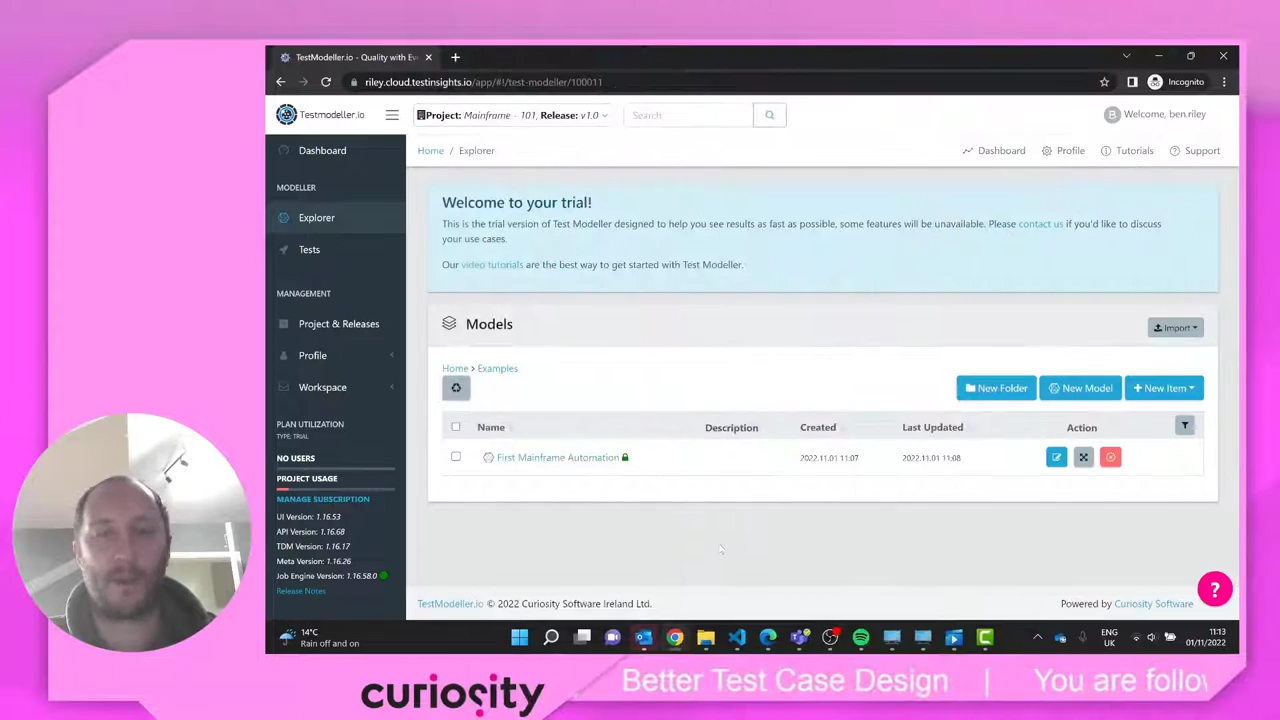 TestModeller.io - Quality with Ev
riley.cloud.testinsights.io/app/#!/test-modeller/100011
Incognito
Testmodeller.io
Project: Mainframe - 101, Release: v1.0
Search
Welcome, ben.riley
Dashboard
Home / Explorer
Dashboard
Profile
Tutorials
Support
MODELLER
Explorer
Tests
MANAGEMENT
Project & Releases
Profile
Workspace
PLAN UTILIZATION
TYPE: TRIAL
NO USERS
PROJECT USAGE
MANAGE SUBSCRIPTION
UI Version: 1.16.53
API Version: 1.16.68
TDM Version: 1.16.17
Meta Version: 1.16.26
Job Engine Version: 1.16.58.0
Release Notes
Welcome to your trial!
This is the trial version of Test Modeller designed to help you see results as fast as possible, some features will be unavailable. Please contact us if you'd like to discuss
your use cases.
Our video tutorials are the best way to get started with Test Modeller.
Models
Import
Home > Examples
New Folder
New Model
+ New Item
Name
Description
Created
Last Updated
Action
First Mainframe Automation
2022.11.01 11:07
2022.11.01 11:08
?
TestModeller.io © 2022 Curiosity Software Ireland Ltd.
Powered by Curiosity Software
14°C
Rain off and on
ENG
UK
11:13
01/11/2022
curiosity
Better Test Case Design | You are follow